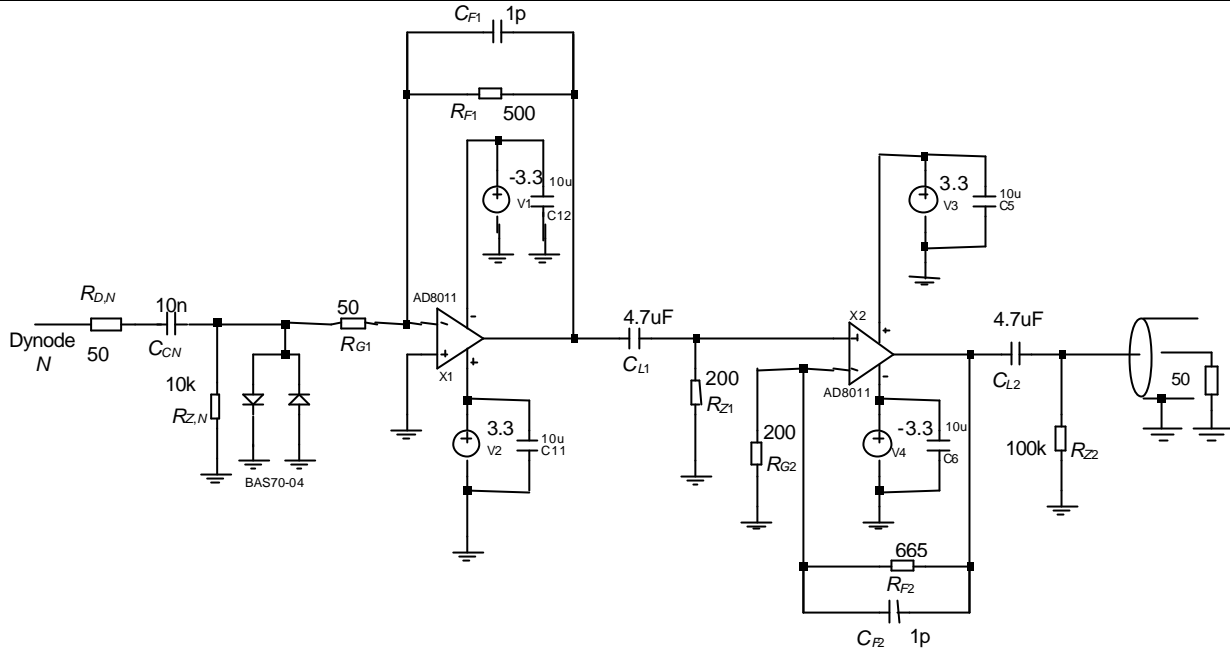 CF1 1p
RF1 500
-3.3
V1
10u
C12
3.3
V3
10u
C5
RD,N
50
Dynode
N
10n
CCN
10k
RZ,N
BAS70-04
50
RG1
AD8011
-
+
X1
3.3
V2
10u
C11
4.7uF
CL1
200
RZ1
X2
+
-
AD8011
200
RG2
-3.3
V4
10u
C6
4.7uF
CL2
100k RZ2
50
665
RF2
CF2 1p